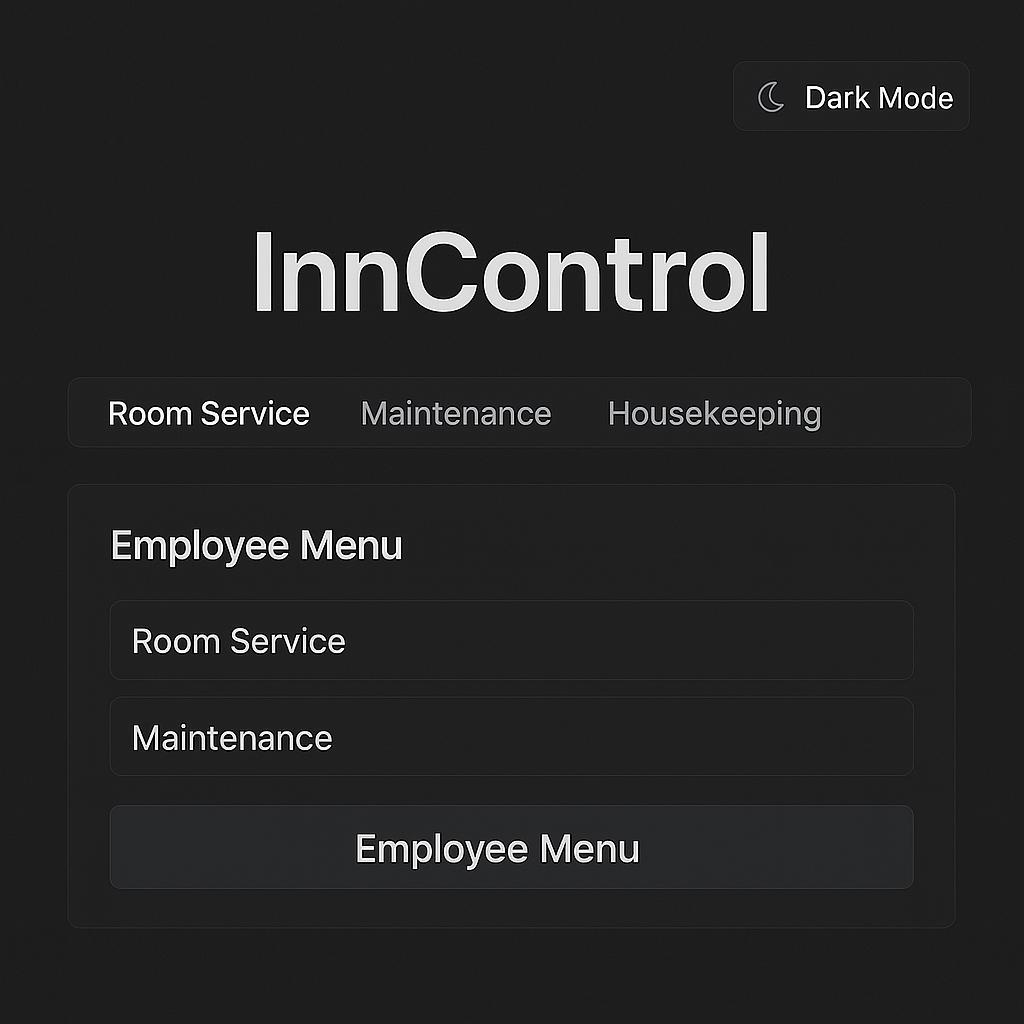 Dark Mode
InnControl
Room Service Maintenance Housekeeping
Employee Menu
Room Service
Maintenance
Employee Menu